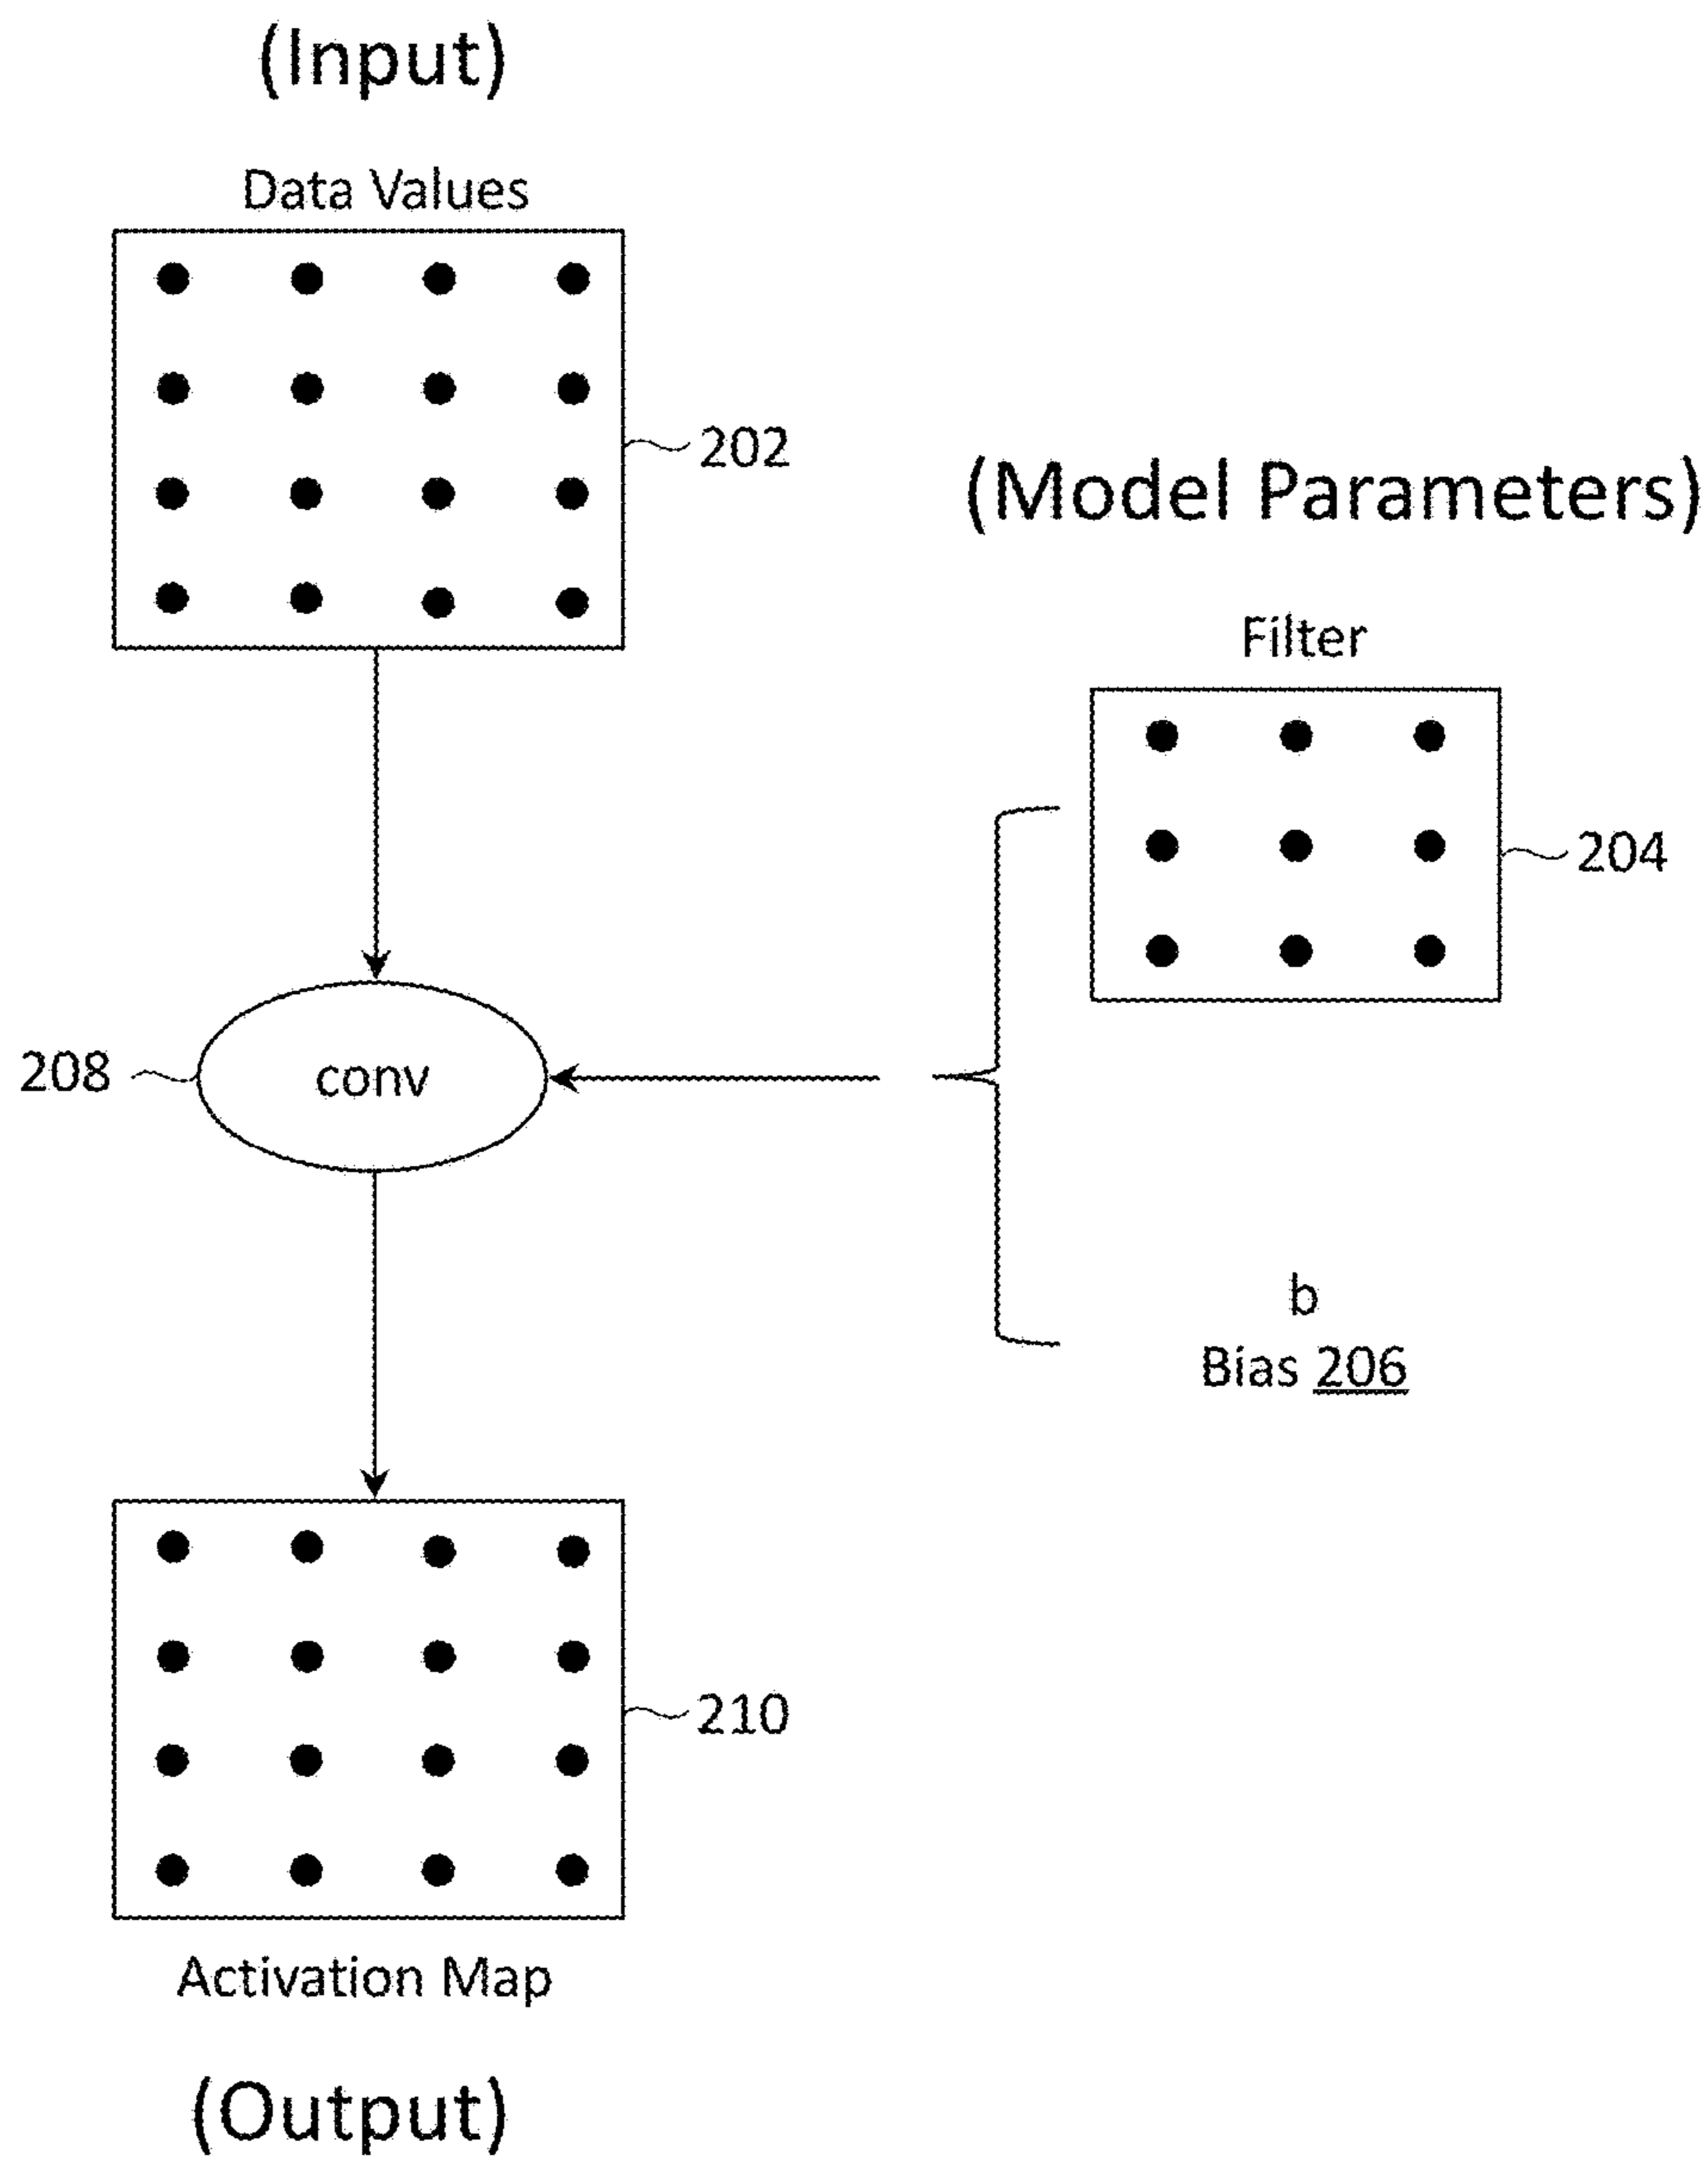 (Input)
Data Values
202
(Model Parameters)
Filter
204
208
conv
b
Bias 206
210
Activation Map
(Output)